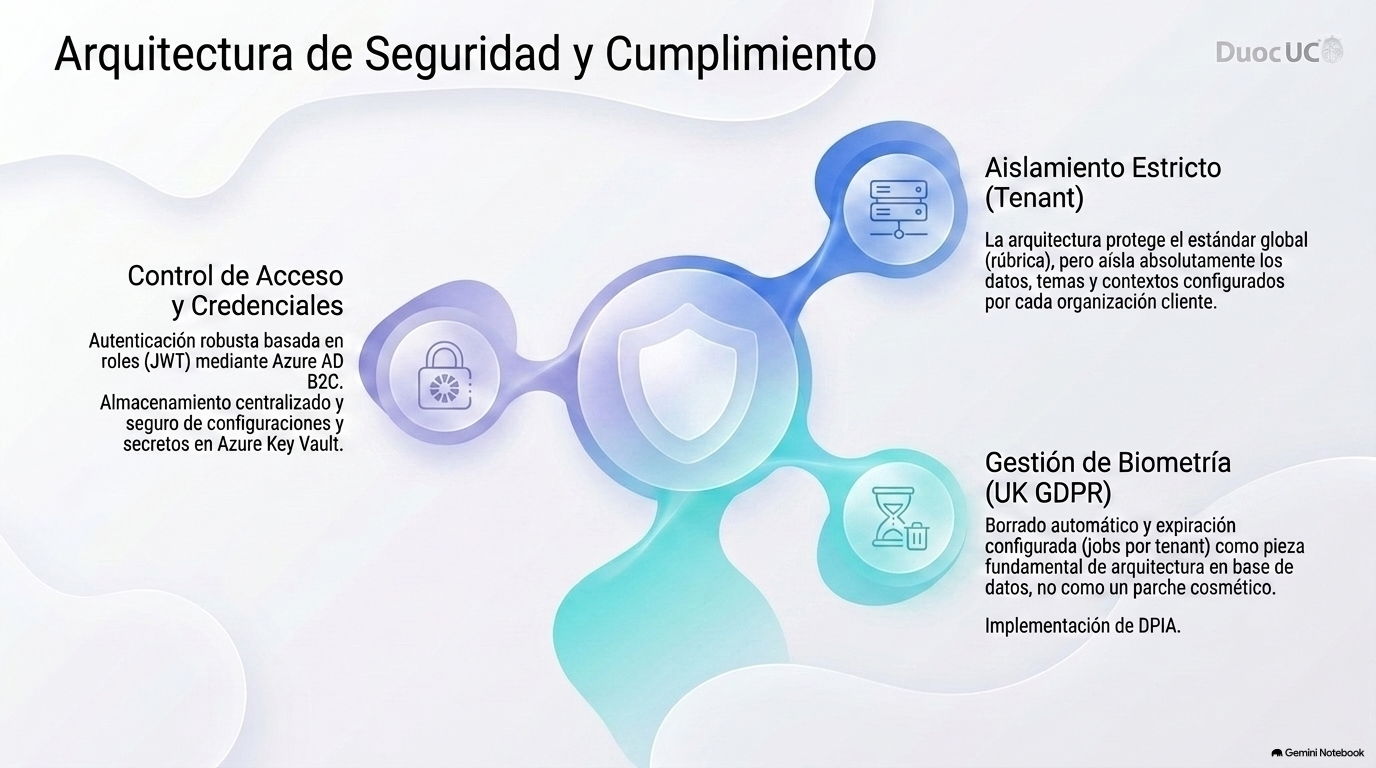 Arquitectura de Seguridad y Cumplimiento
Duoc UC
Control de Acceso
y Credenciales
Autenticación robusta basada en
roles (JWT) mediante Azure AD
B2C.
Almacenamiento centralizado y
seguro de configuraciones y
secretos en Azure Key Vault.
Aislamiento Estricto
(Tenant)
La arquitectura protege el estándar global
(rúbrica), pero aísla absolutamente los
datos, temas y contextos configurados
por cada organización cliente.
Gestión de Biometría
(UK GDPR)
Borrado automático y expiración
configurada (jobs por tenant) como pieza
fundamental de arquitectura en base de
datos, no como un parche cosmético.
Implementación de DPIA.
Gemini Notebook